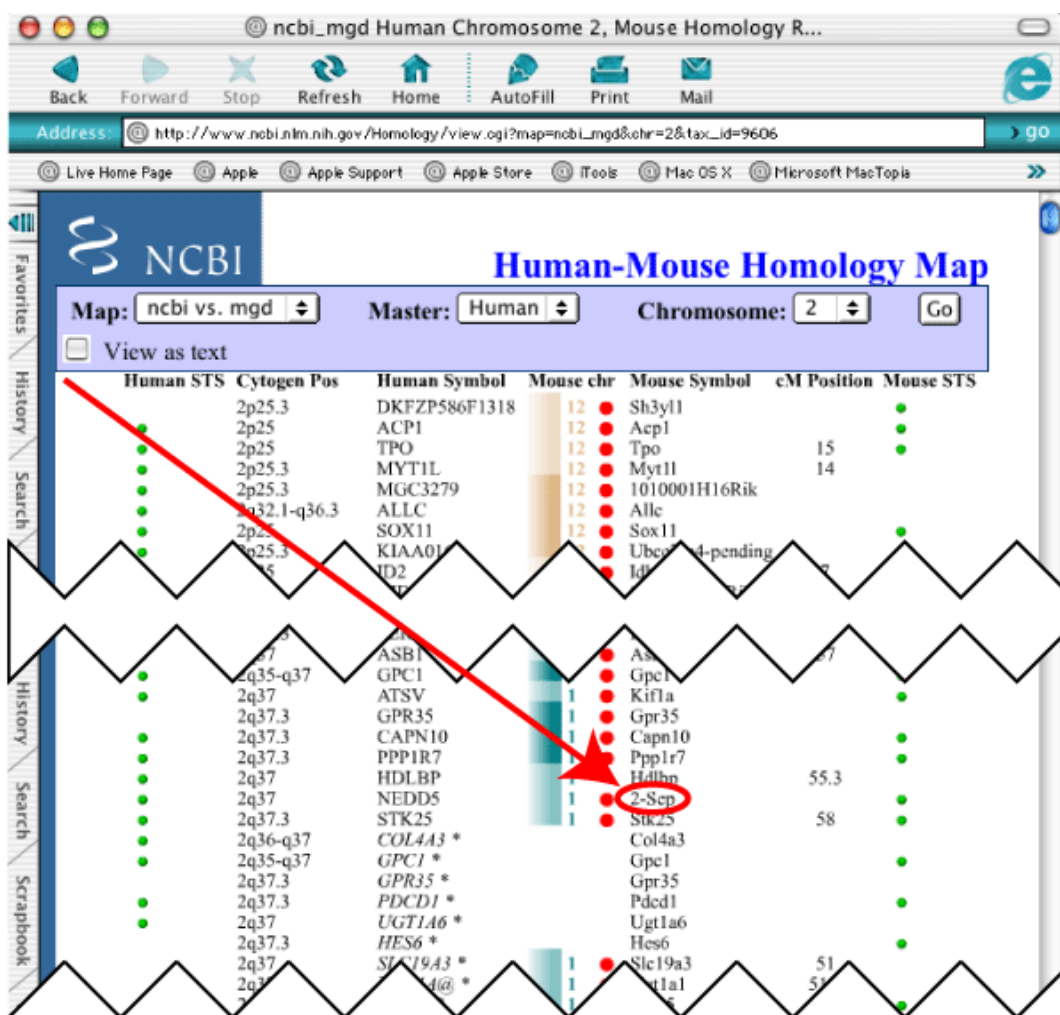 ncbi_mgd Human Chromosome 2, Mouse Homology R...
Back Forward Stop Refresh Home AutoFill Print Mail
Address: http://www.ncbi.nlm.nih.gov/Homology/view.cgi?map=ncbi_mgd&chr=2&tax_id=9606 go
Live Home Page Apple Apple Support Apple Store iTools Mac OS X Microsoft MacTopia
Favorites
History
Search
NCBI
Human-Mouse Homology Map
Map: ncbi vs. mgd Master: Human Chromosome: 2 Go
View as text
Human STS Cytogen Pos Human Symbol Mouse chr Mouse Symbol cM Position Mouse STS
2p25.3 DKFZP586F1318 12 Sh3yl1
2p25 ACP1 12 Acp1
2p25 TPO 12 Tpo 15
2p25.3 MYT1L 12 Myt1l 14
2p25.3 MGC3279 12 1010001H16Rik
2q32.1-q36.3 ALLC 12 Allc
2p25 SOX11 12 Sox11
2p25.3
ID2
ASB1
2q35-q37 GPC1 Gpc1
2q37 ATSV 1 Kif1a
2q37.3 GPR35 1 Gpr35
2q37.3 CAPN10 1 Capn10
2q37.3 PPP1R7 Ppp1r7
2q37 HDLBP Hdlbp 55.3
2q37 NEDD5 1 2-Sep
2q37.3 STK25 1 Stk25 58
2q36-q37 COL4A3 * Col4a3
2q35-q37 GPC1 * Gpc1
2q37.3 GPR35 * Gpr35
2q37.3 PDCD1 * Pdcd1
2q37 UGT1A6 * Ugt1a6
2q37.3 HES6 * Hes6
2q37 SLC19A3 * 1 Slc19a3 51
History
Search
Scrapbook